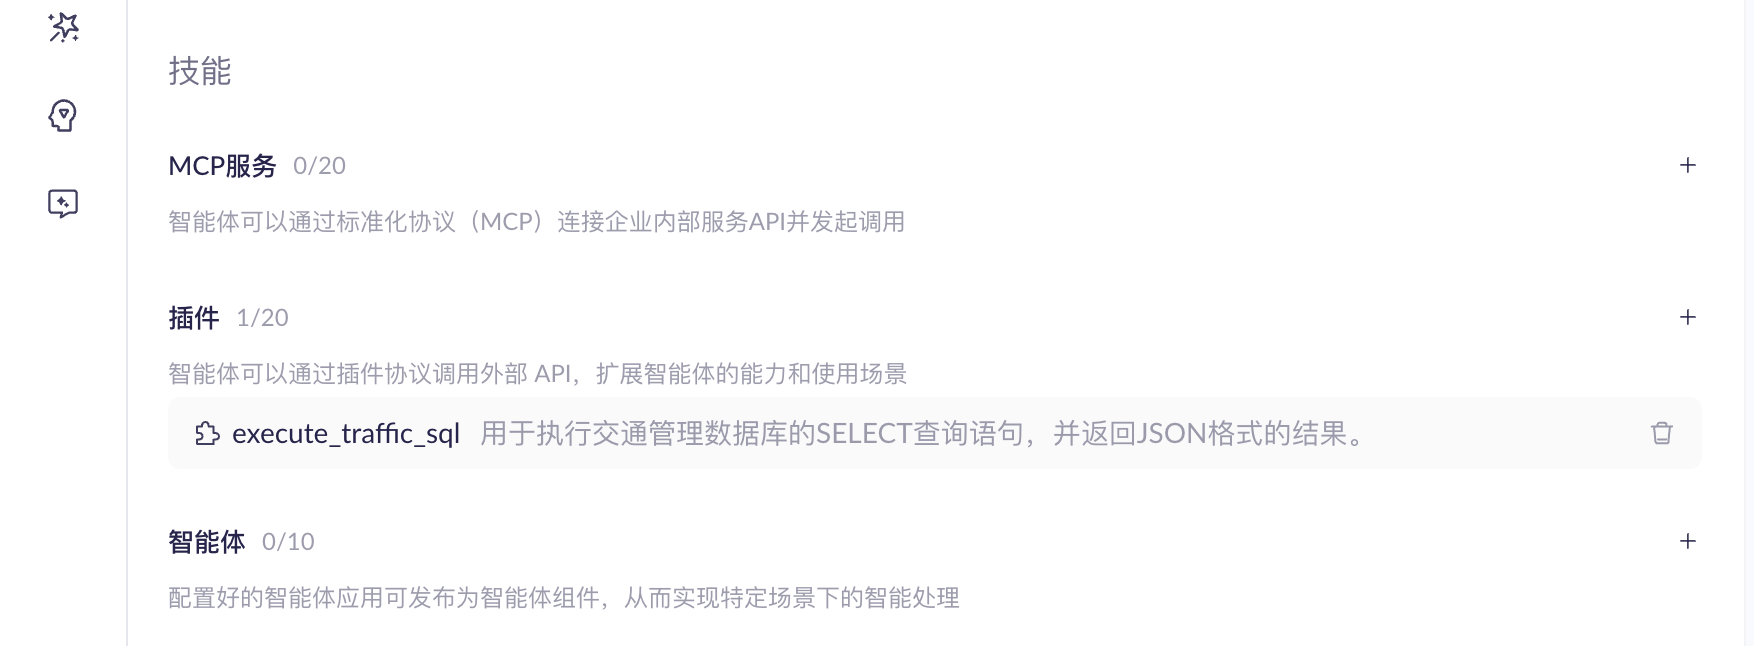 技能
MCP服务 0/20
智能体可以通过标准化协议（MCP）连接企业内部服务API并发起调用
插件 1/20
智能体可以通过插件协议调用外部 API，扩展智能体的能力和使用场景
execute_traffic_sql 用于执行交通管理数据库的SELECT查询语句，并返回JSON格式的结果。
智能体 0/10
配置好的智能体应用可发布为智能体组件，从而实现特定场景下的智能处理